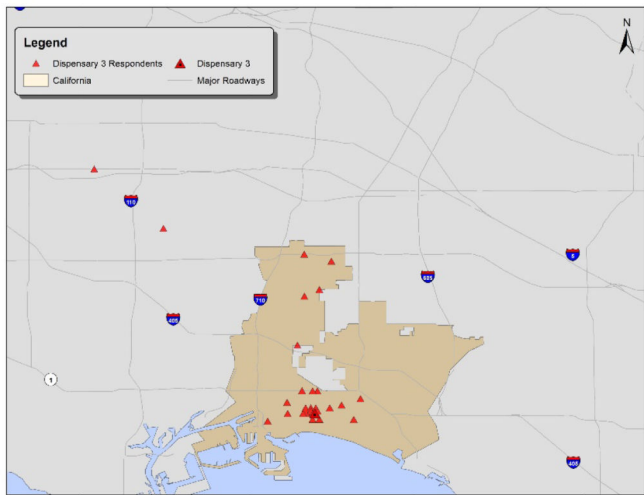 Legend
Dispensary 3 Respondents
Dispensary 3
California
Major Roadways
N
110
5
605
710
405
1
405